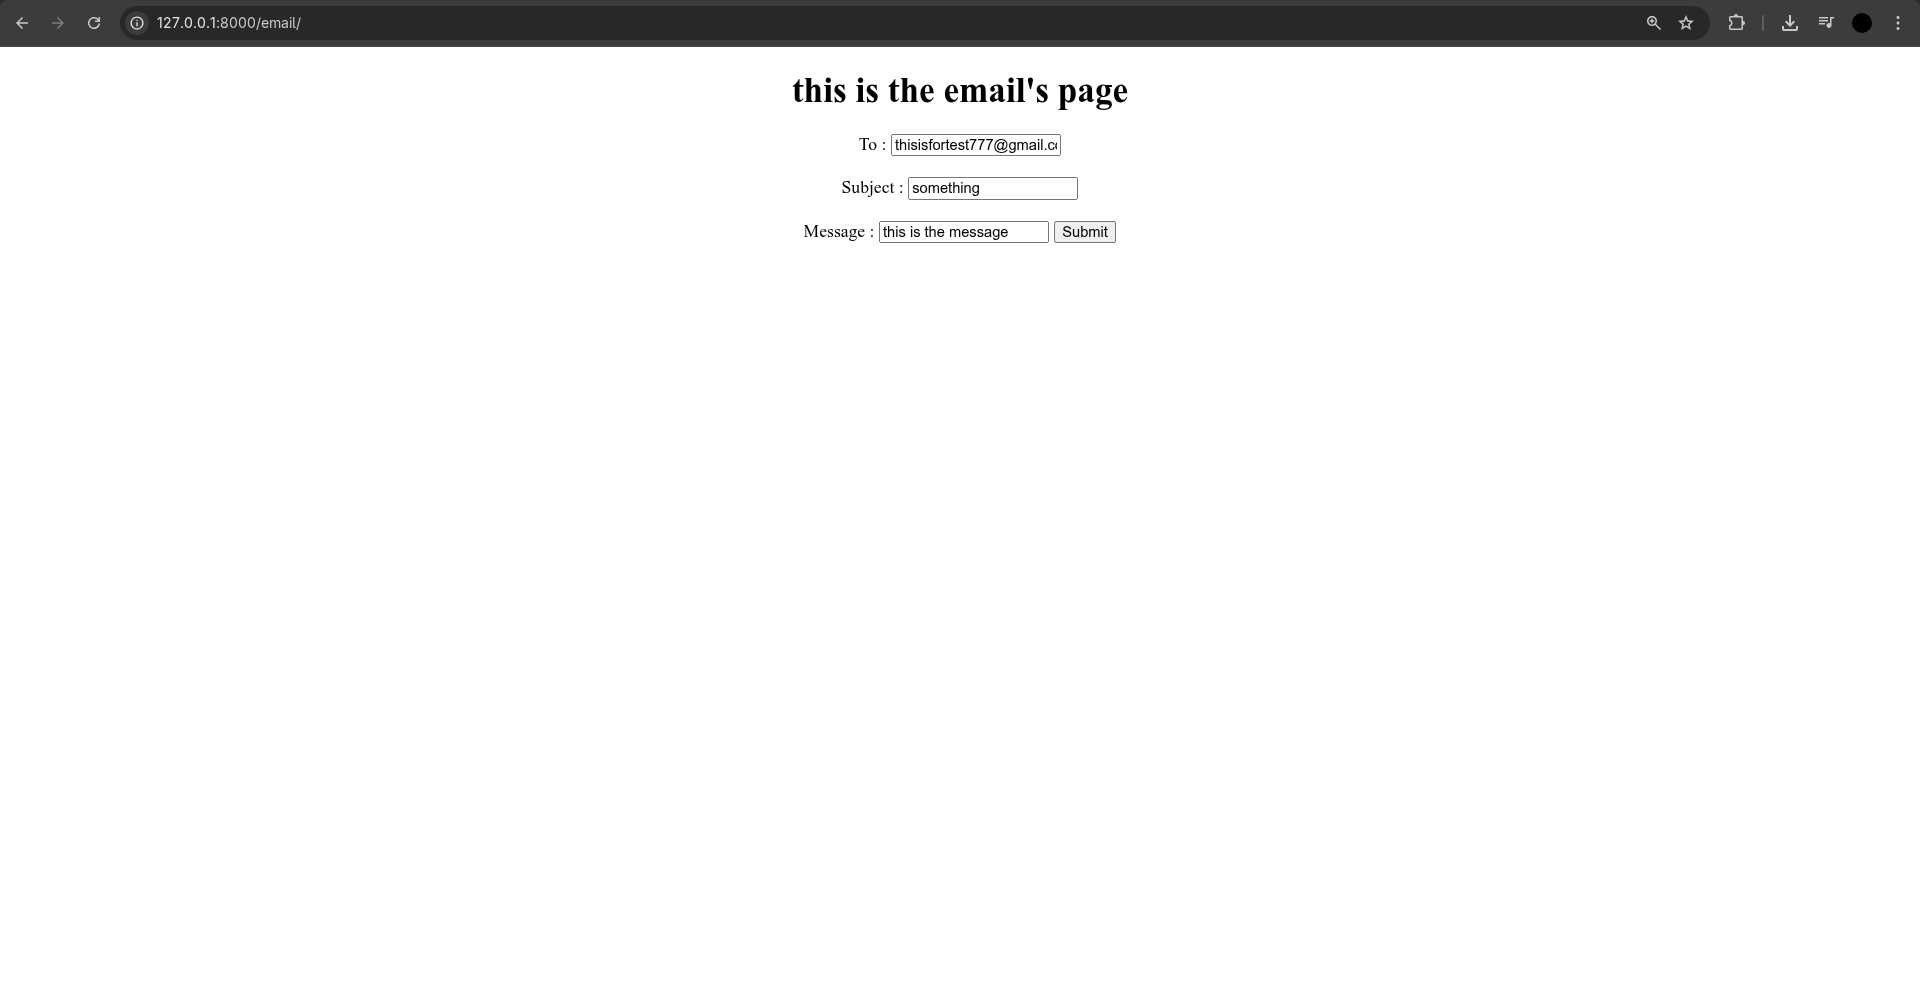 127.0.0.1:8000/email/
this is the email's page
To : thisisfortest777@gmail.c
Subject : something
Message : this is the message Submit